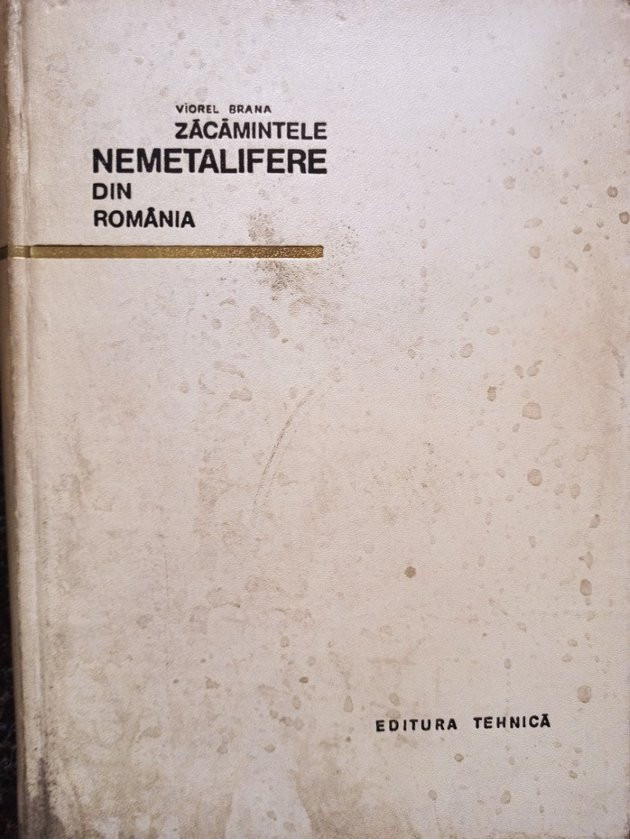 VIOREL BRANA
ZĂCĂMINTELE
NEMETALIFERE
DIN
ROMÂNIA
EDITURA TEHNICĂ